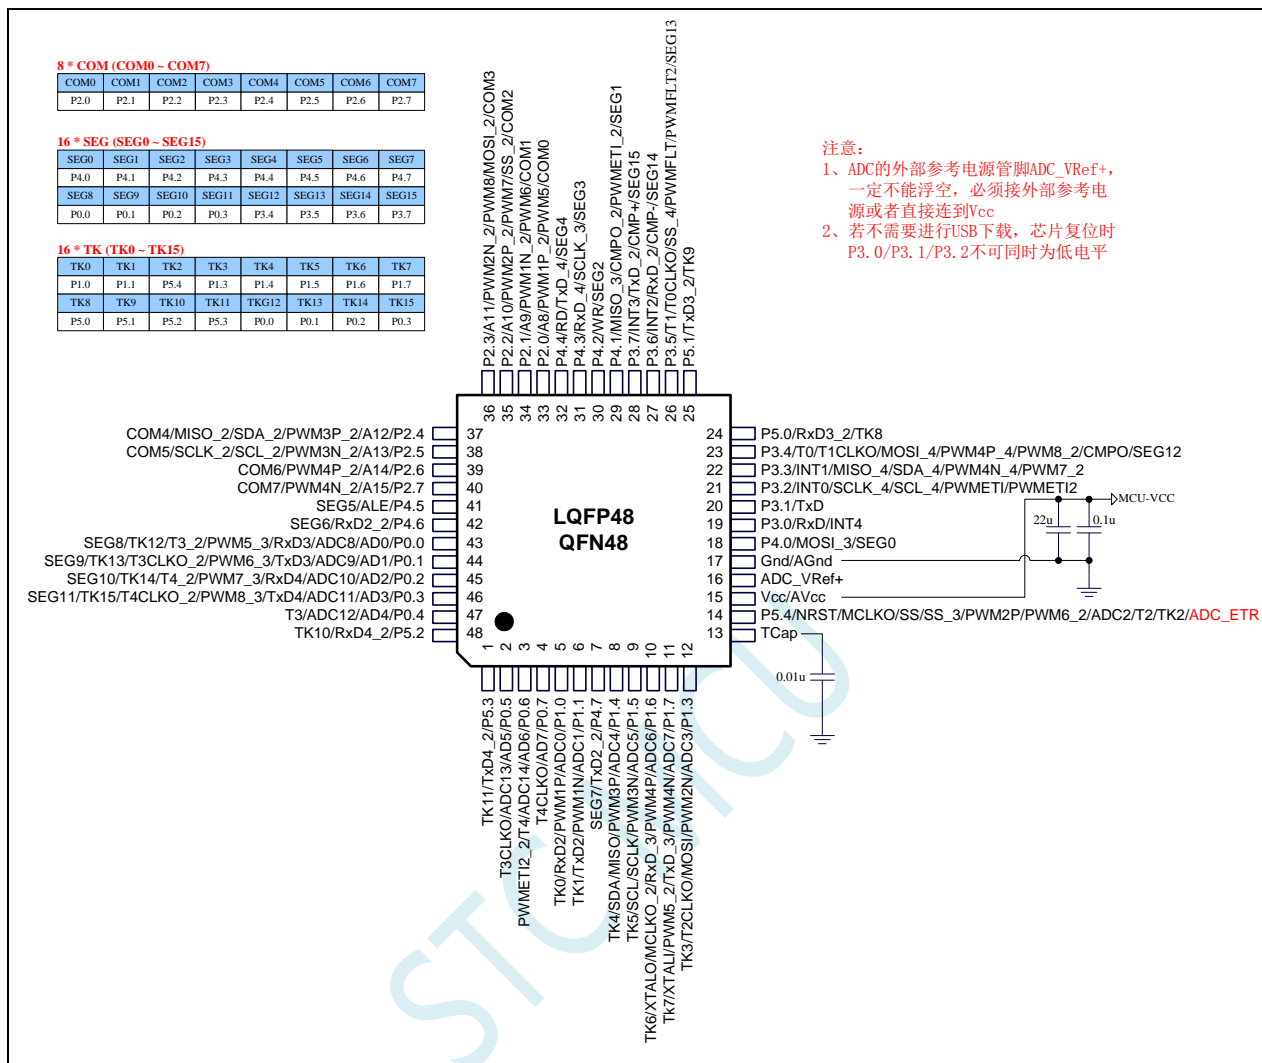 8 * COM (COM0 ~ COM7)
COM0 COM1 COM2 COM3 COM4 COM5 COM6 COM7
P2.0 P2.1 P2.2 P2.3 P2.4 P2.5 P2.6 P2.7
16 * SEG (SEG0 ~ SEG15)
SEG0 SEG1 SEG2 SEG3 SEG4 SEG5 SEG6 SEG7
P4.0 P4.1 P4.2 P4.3 P4.4 P4.5 P4.6 P4.7
SEG8 SEG9 SEG10 SEG11 SEG12 SEG13 SEG14 SEG15
P0.0 P0.1 P0.2 P0.3 P3.4 P3.5 P3.6 P3.7
16 * TK (TK0 ~ TK15)
TK0 TK1 TK2 TK3 TK4 TK5 TK6 TK7
P1.0 P1.1 P5.4 P1.3 P1.4 P1.5 P1.6 P1.7
TK8 TK9 TK10 TK11 TKG12 TK13 TK14 TK15
P5.0 P5.1 P5.2 P5.3 P0.0 P0.1 P0.2 P0.3
注意:
1、ADC的外部参考电源管脚ADC_VRef+,
一定不能浮空, 必须接外部参考电
源或者直接连到Vcc
2、若不需要进行USB下载, 芯片复位时
P3.0/P3.1/P3.2不可同时为低电平
P2.3/A11/PWM2N_2/PWM8/MOSI_2/COM3
P2.2/A10/PWM2P_2/PWM7/SS_2/COM2
P2.1/A9/PWM1N_2/PWM6/COM1
P2.0/A8/PWM1P_2/PWM5/COM0
P4.4/RD/TxD_4/SEG4
P4.3/RxD_4/SCLK_3/SEG3
P4.2/WR/SEG2
P4.1/MISO_3/CMPO_2/PWMETI_2/SEG1
P3.7/INT3/TxD_2/CMP+/SEG15
P3.6/INT2/RxD_2/CMP-/SEG14
P3.5/T1/T0CLKO/SS_4/PWMFLT/PWMFLT2/SEG13
P5.1/TxD3_2/TK9
36 35 34 33 32 31 30 29 28 27 26 25
COM4/MISO_2/SDA_2/PWM3P_2/A12/P2.4 37
COM5/SCLK_2/SCL_2/PWM3N_2/A13/P2.5 38
COM6/PWM4P_2/A14/P2.6 39
COM7/PWM4N_2/A15/P2.7 40
SEG5/ALE/P4.5 41
SEG6/RxD2_2/P4.6 42
SEG8/TK12/T3_2/PWM5_3/RxD3/ADC8/AD0/P0.0 43
SEG9/TK13/T3CLKO_2/PWM6_3/TxD3/ADC9/AD1/P0.1 44
SEG10/TK14/T4_2/PWM7_3/RxD4/ADC10/AD2/P0.2 45
SEG11/TK15/T4CLKO_2/PWM8_3/TxD4/ADC11/AD3/P0.3 46
T3/ADC12/AD4/P0.4 47
TK10/RxD4_2/P5.2 48
LQFP48
QFN48
24 P5.0/RxD3_2/TK8
23 P3.4/T0/T1CLKO/MOSI_4/PWM4P_4/PWM8_2/CMPO/SEG12
22 P3.3/INT1/MISO_4/SDA_4/PWM4N_4/PWM7_2
21 P3.2/INT0/SCLK_4/SCL_4/PWMETI/PWMETI2
20 P3.1/TxD
19 P3.0/RxD/INT4
18 P4.0/MOSI_3/SEG0
17 Gnd/AGnd
16 ADC_VRef+
15 Vcc/AVcc
14 P5.4/NRST/MCLKO/SS/SS_3/PWM2P/PWM6_2/ADC2/T2/TK2/ADC_ETR
13 TCap
MCU-VCC
22u
0.1u
0.01u
1 2 3 4 5 6 7 8 9 10 11 12
TK11/TxD4_2/P5.3
T3CLKO/ADC13/AD5/P0.5
PWMETI2_2/T4/ADC14/AD6/P0.6
T4CLKO/AD7/P0.7
TK0/RxD2/PWM1P/ADC0/P1.0
TK1/TxD2/PWM1N/ADC1/P1.1
SEG7/TxD2_2/P4.7
TK4/SDA/MISO/PWM3P/ADC4/P1.4
TK5/SCL/SCLK/PWM3N/ADC5/P1.5
TK6/XTALO/MCLKO_2/RxD_3/PWM4P/ADC6/P1.6
Tk7/XTALI/PWM5_2/TxD_3/PWM4N/ADC7/P1.7
TK3/T2CLKO/MOSI/PWM2N/ADC3/P1.3
STCMCU